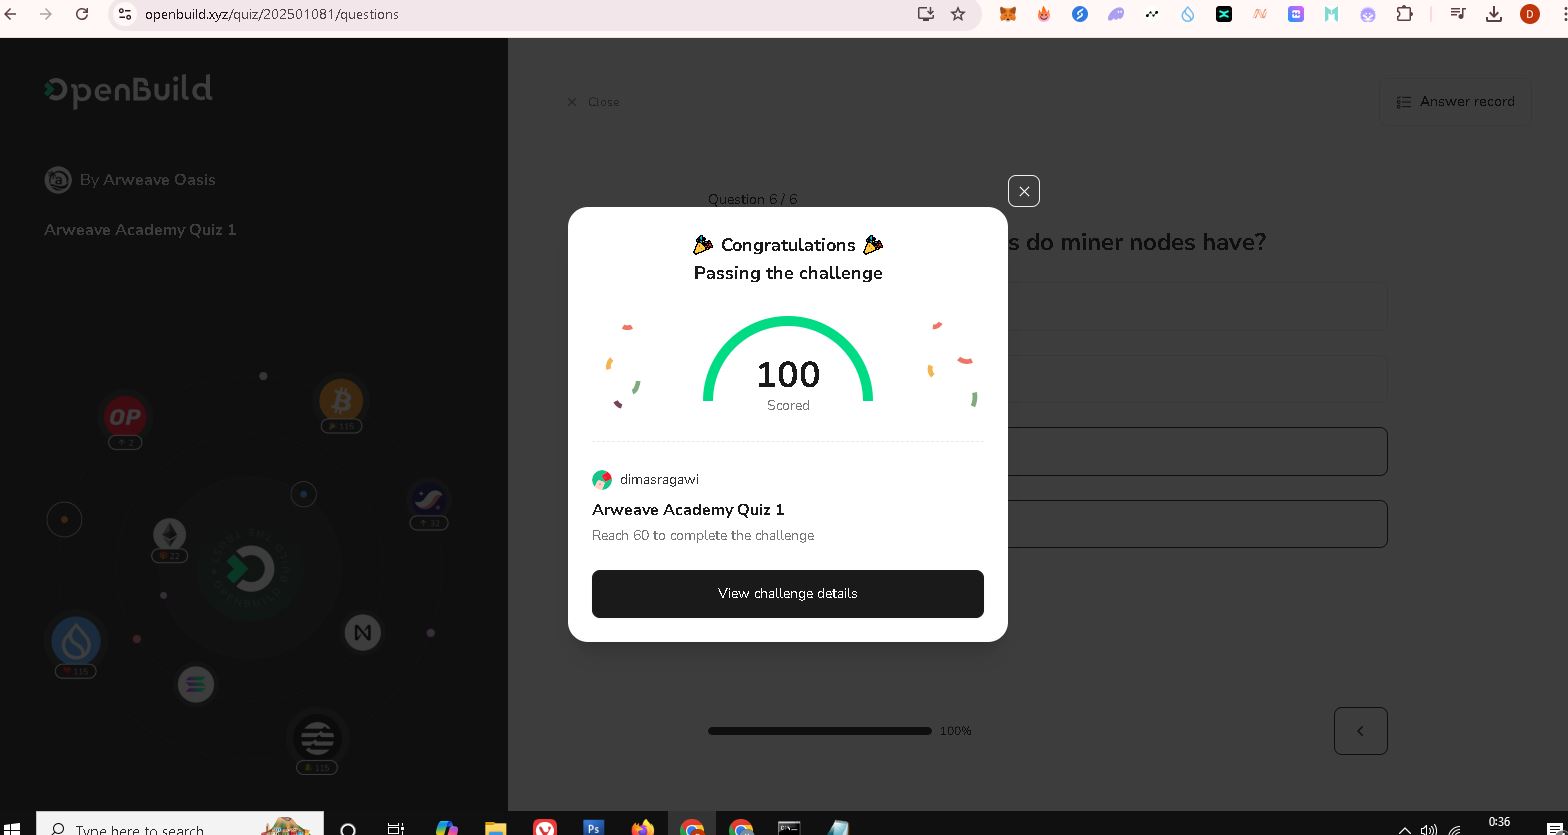 openbuild.xyz/quiz/202501081/questions
D
OpenBuild
Close
Answer record
By Arweave Oasis
Arweave Academy Quiz 1
Question 6 / 6
s do miner nodes have?
Congratulations
Passing the challenge
100
Scored
dimasragawi
Arweave Academy Quiz 1
Reach 60 to complete the challenge
View challenge details
OP
2
115
32
22
115
115
100%
Type here to search
Ps
0:36